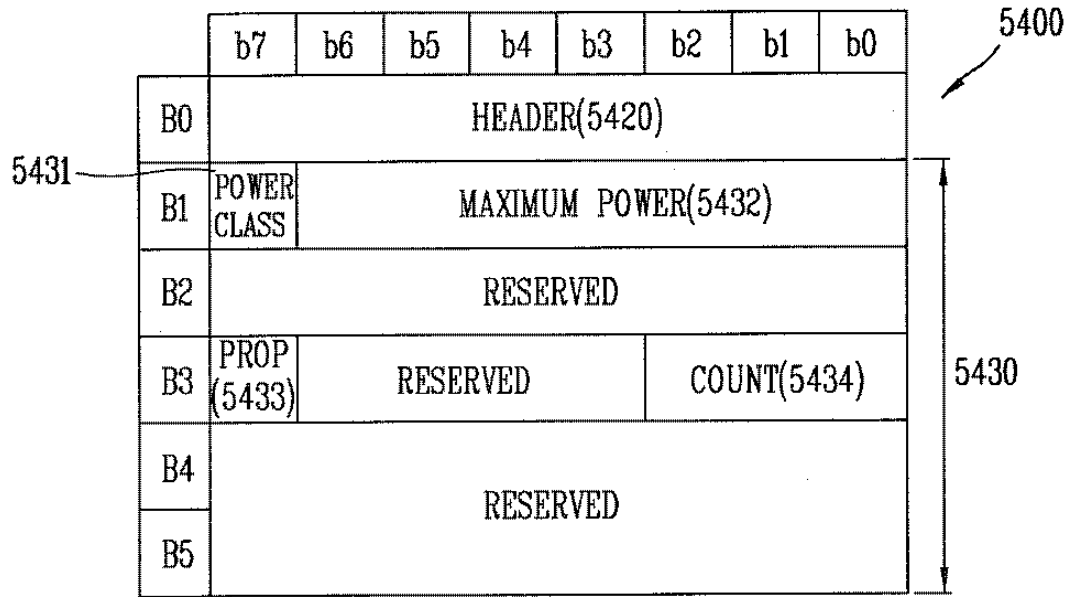 b7 b6 b5 b4 b3 b2 b1 b0
5400
B0 HEADER(5420)
5431
B1 POWER CLASS MAXIMUM POWER(5432)
B2 RESERVED
B3 PROP (5433) RESERVED COUNT(5434)
5430
B4
RESERVED
B5